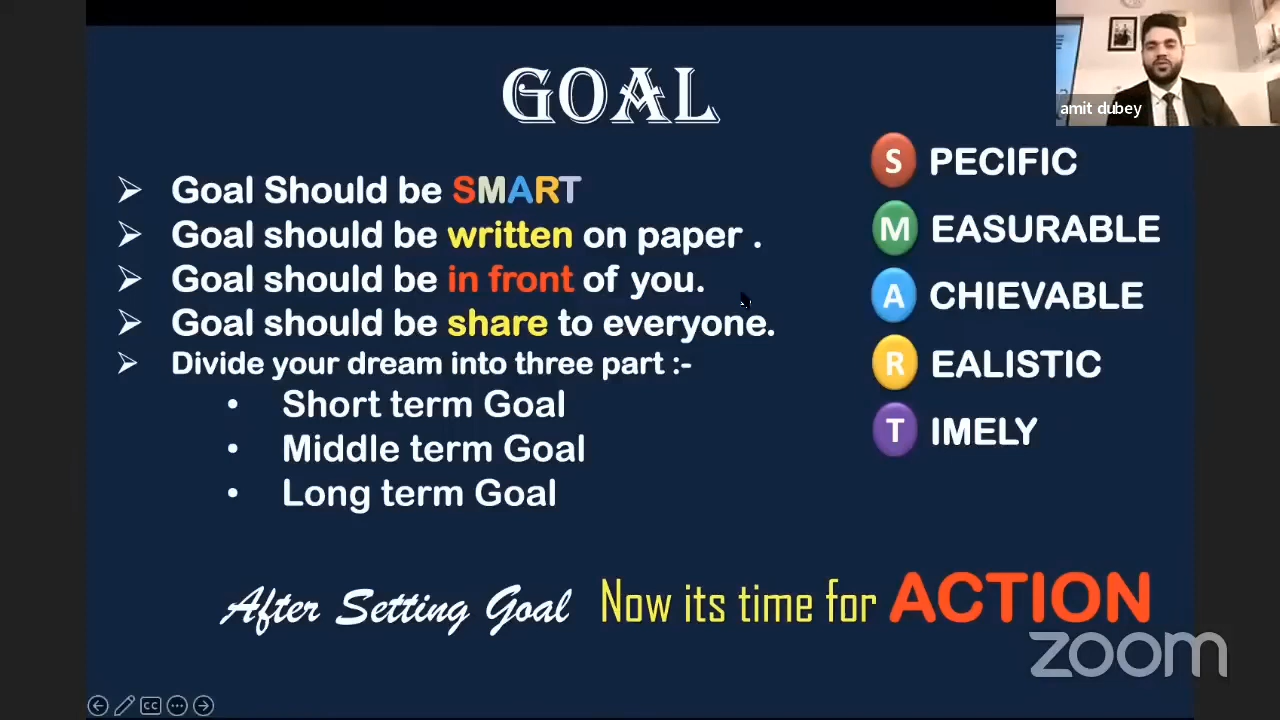 GOAL
amit dubey
➢ Goal Should be SMART
➢ Goal should be written on paper .
➢ Goal should be in front of you.
➢ Goal should be share to everyone.
➢ Divide your dream into three part :-
• Short term Goal
• Middle term Goal
• Long term Goal
S PECIFIC
M EASURABLE
A CHIEVABLE
R EALISTIC
T IMELY
After Setting Goal Now its time for ACTION
zoom
CC